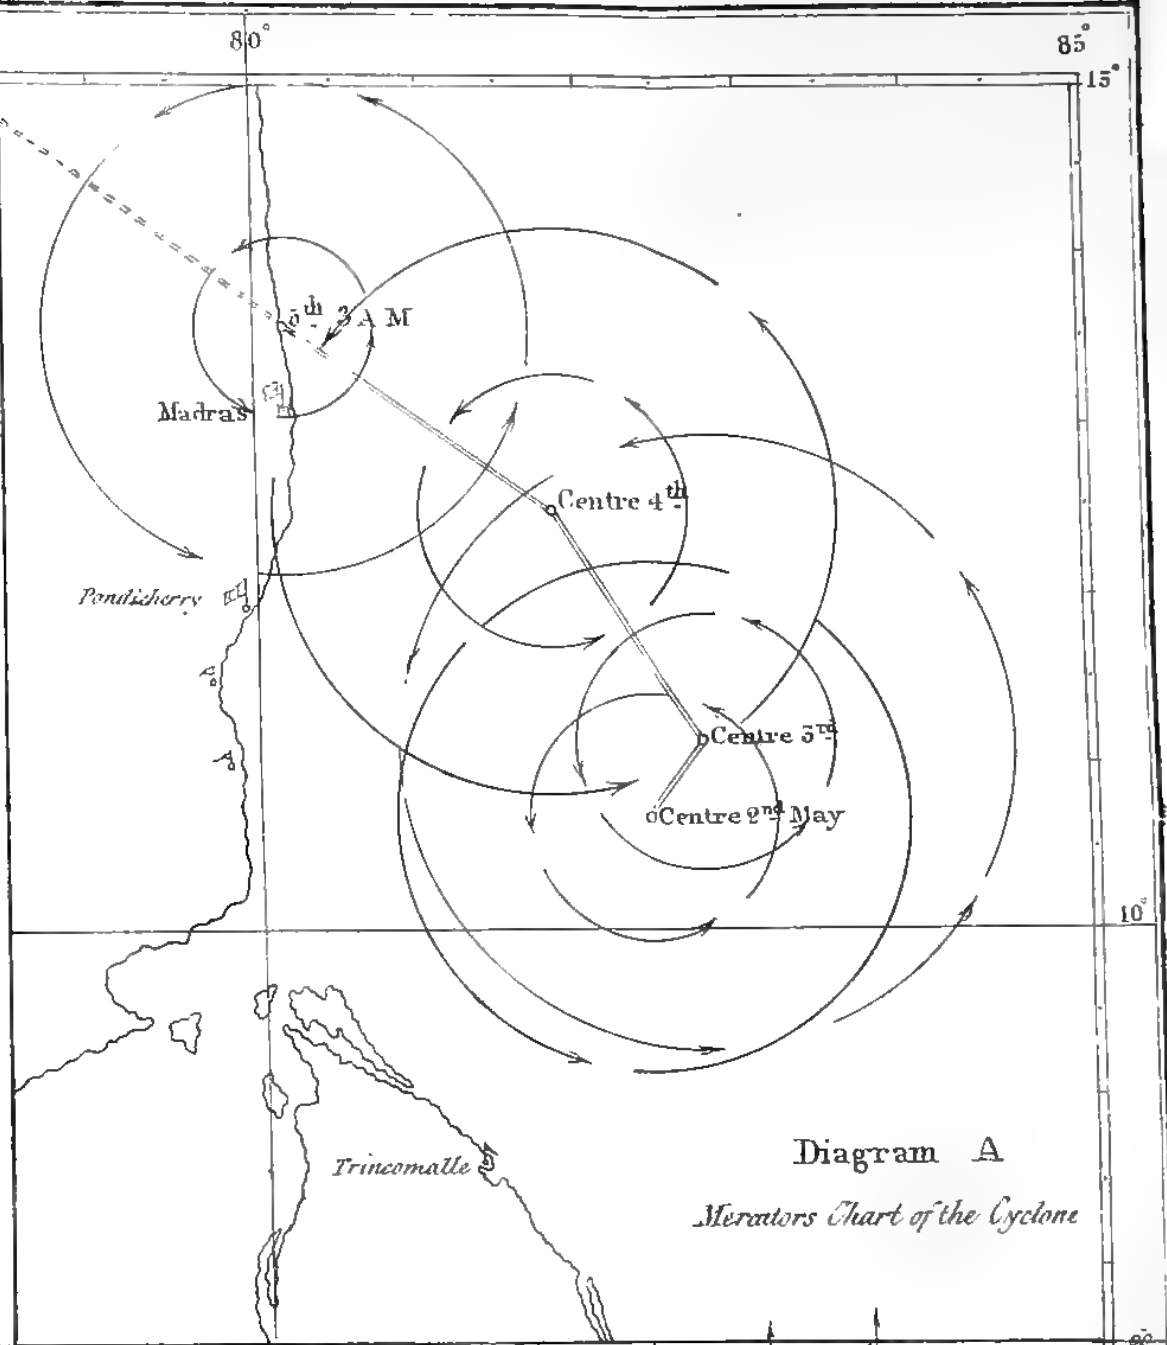 80°
85°
15°
5th 3 A M
Madras
Centre 4th
Pondicherry
Centre 3rd
Centre 2nd May
10°
Trincomalle
Diagram A
Mercators Chart of the Cyclone